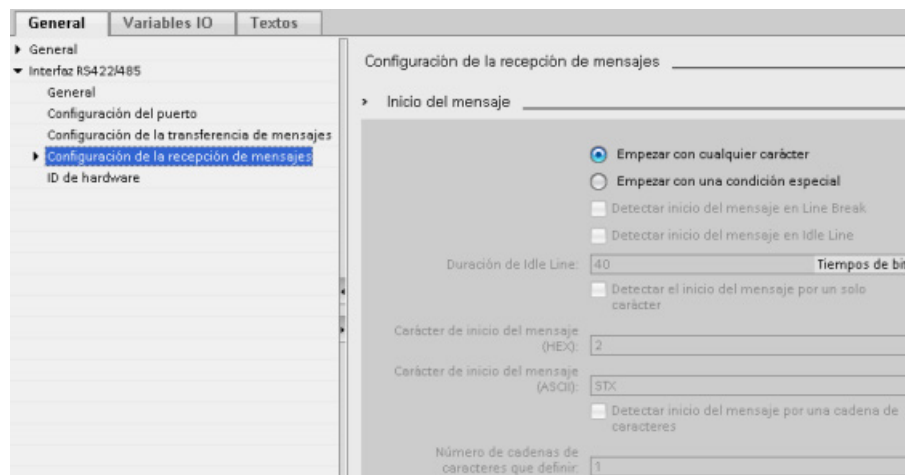 General
Variables IO
Textos
General
Interfaz RS422/485
General
Configuración del puerto
Configuración de la transferencia de mensajes
Configuración de la recepción de mensajes
ID de hardware
Configuración de la recepción de mensajes
Inicio del mensaje
Empezar con cualquier carácter
Empezar con una condición especial
Detectar inicio del mensaje en Line Break
Detectar inicio del mensaje en Idle Line
Duración de Idle Line: 40 Tiempos de bit
Detectar el inicio del mensaje por un solo
carácter
Carácter de inicio del mensaje
(HEX): 2
Carácter de inicio del mensaje
(ASCII): STX
Detectar inicio del mensaje por una cadena de
caracteres
Número de cadenas de
caracteres que definir: 1